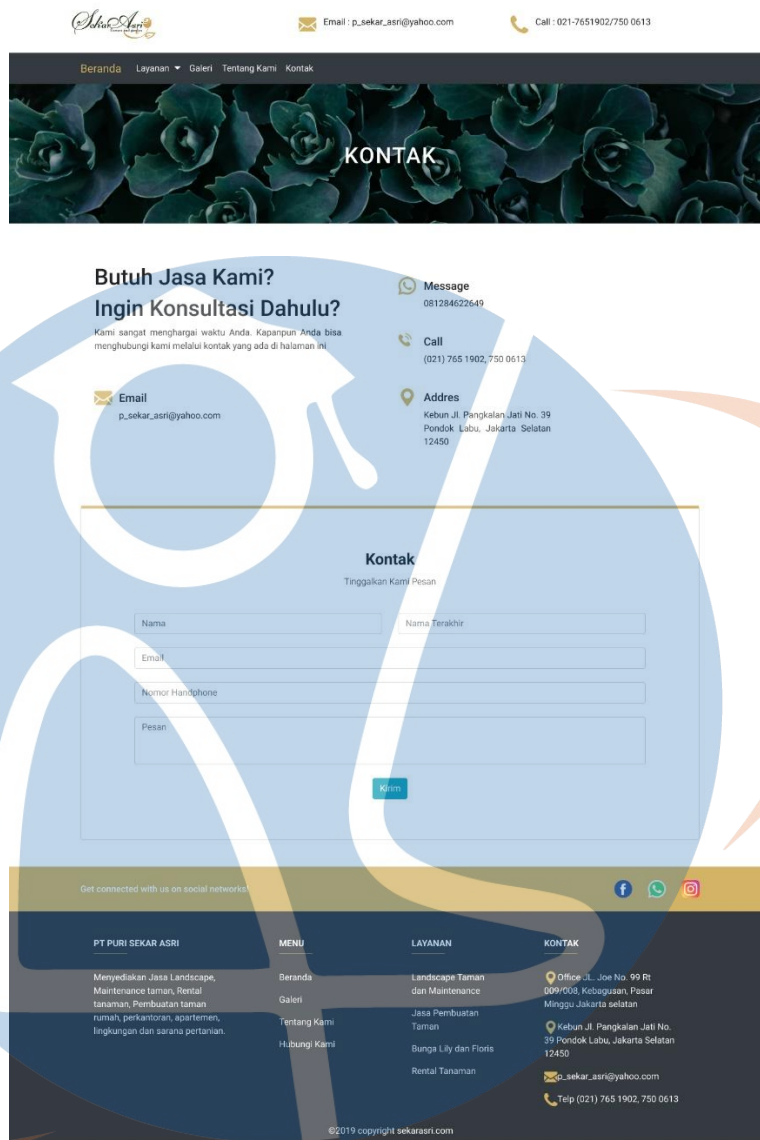 Sekar Asri
Email : p_sekar_asri@yahoo.com
Call : 021-7651902/750 0613
Beranda Layanan Galeri Tentang Kami Kontak
KONTAK
Butuh Jasa Kami?
Ingin Konsultasi Dahulu?
Kami sangat menghargai waktu Anda. Kapanpun Anda bisa
menghubungi kami melalui kontak yang ada di halaman ini
Email
p_sekar_asri@yahoo.com
Message
081284622649
Call
(021) 765 1902, 750 0613
Addres
Kebun Jl. Pangkalan Jati No. 39
Pondok Labu, Jakarta Selatan
12450
Kontak
Tinggalkan Kami Pesan
Nama
Nama Terakhir
Email
Nomor Handphone
Pesan
Kirim
Get connected with us on social networks!
PT PURI SEKAR ASRI
Menyediakan Jasa Landscape,
Maintenance taman, Rental
tanaman, Pembuatan taman
rumah, perkantoran, apartemen,
lingkungan dan sarana pertanian.
MENU
Beranda
Galeri
Tentang Kami
Hubungi Kami
LAYANAN
Landscape Taman
dan Maintenance
Jasa Pembuatan
Taman
Bunga Lily dan Floris
Rental Tanaman
KONTAK
Office JL. Joe No. 99 Rt
009/008, Kebagusan, Pasar
Minggu Jakarta selatan
Kebun Jl. Pangkalan Jati No.
39 Pondok Labu, Jakarta Selatan
12450
p_sekar_asri@yahoo.com
Telp (021) 765 1902, 750 0613
©2019 copyright sekarasri.com